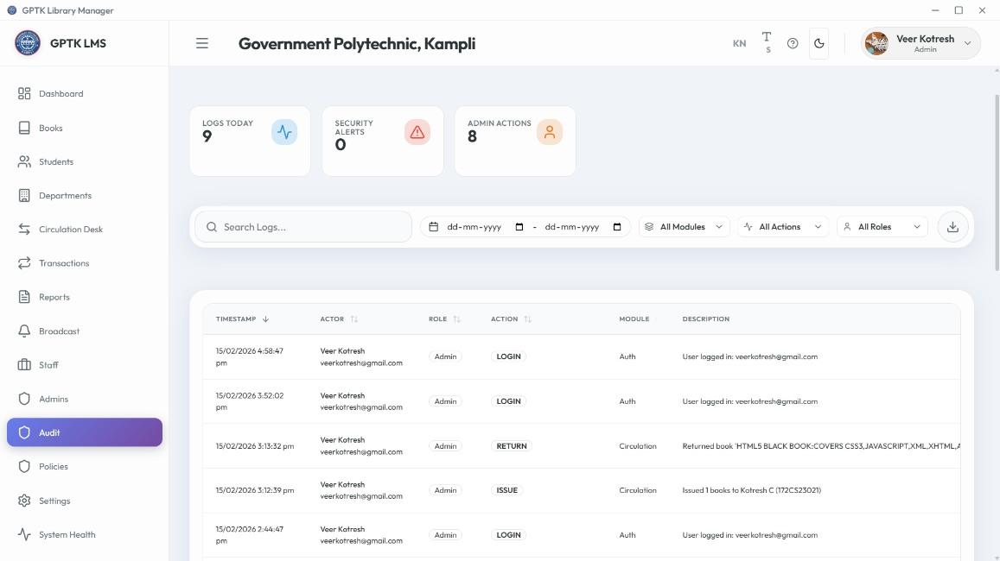 GPTK Library Manager
GPTK LMS
Government Polytechnic, Kampli
KN
T
S
Veer Kotresh
Admin
Dashboard
Books
Students
Departments
Circulation Desk
Transactions
Reports
Broadcast
Staff
Admins
Audit
Policies
Settings
System Health
LOGS TODAY
9
SECURITY
ALERTS
0
ADMIN ACTIONS
8
Search Logs...
dd-mm-yyyy - dd-mm-yyyy
All Modules
All Actions
All Roles
TIMESTAMP ACTOR ROLE ACTION MODULE DESCRIPTION
15/02/2026 4:58:47
pm
Veer Kotresh
veerkotresh@gmail.com
Admin
LOGIN
Auth
User logged in: veerkotresh@gmail.com
15/02/2026 3:52:02
pm
Veer Kotresh
veerkotresh@gmail.com
Admin
LOGIN
Auth
User logged in: veerkotresh@gmail.com
15/02/2026 3:13:32 pm
Veer Kotresh
veerkotresh@gmail.com
Admin
RETURN
Circulation
Returned book 'HTML5 BLACK BOOK:COVERS CSS3,JAVASCRIPT,XML,XHTML,A
15/02/2026 3:12:39 pm
Veer Kotresh
veerkotresh@gmail.com
Admin
ISSUE
Circulation
Issued 1 books to Kotresh C (172CS23021)
15/02/2026 2:44:47
pm
Veer Kotresh
veerkotresh@gmail.com
Admin
LOGIN
Auth
User logged in: veerkotresh@gmail.com